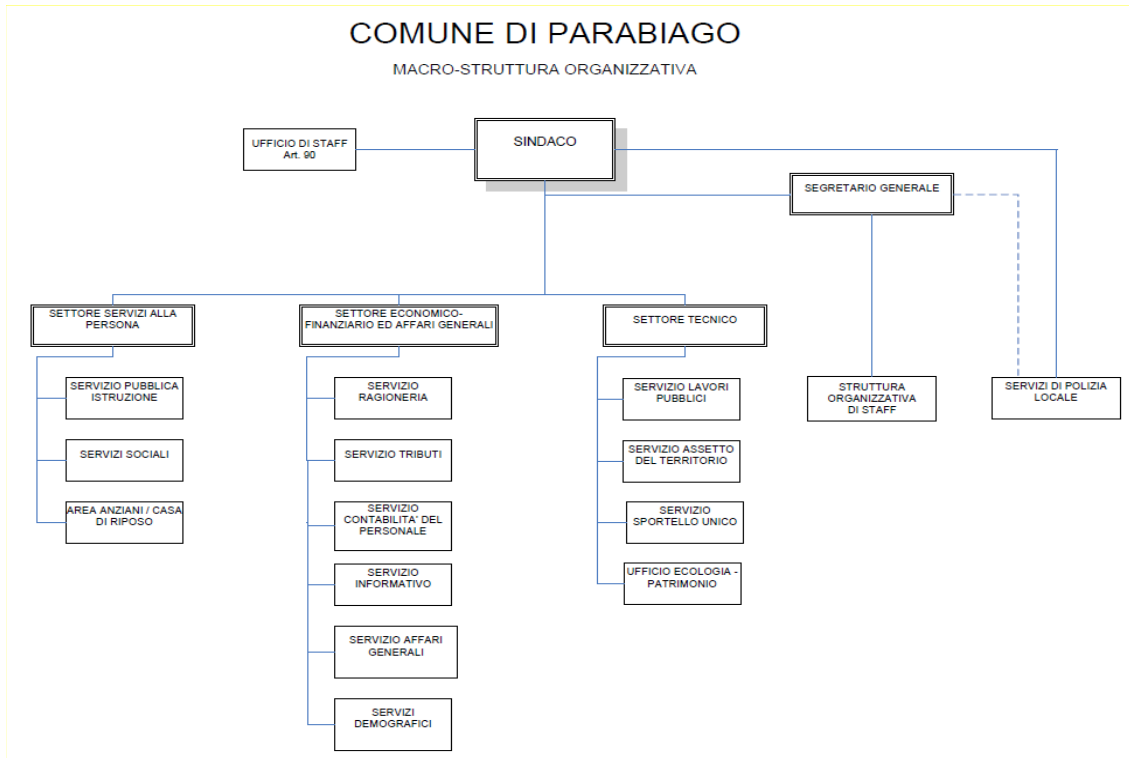 COMUNE DI PARABIAGO
MACRO-STRUTTURA ORGANIZZATIVA
UFFICIO DI STAFF
Art. 90
SINDACO
SEGRETARIO GENERALE
SETTORE SERVIZI ALLA
PERSONA
SETTORE ECONOMICO-
FINANZIARIO ED AFFARI GENERALI
SETTORE TECNICO
SERVIZIO PUBBLICA
ISTRUZIONE
SERVIZI SOCIALI
AREA ANZIANI / CASA
DI RIPOSO
SERVIZIO
RAGIONERIA
SERVIZIO TRIBUTI
SERVIZIO
CONTABILITA' DEL
PERSONALE
SERVIZIO
INFORMATIVO
SERVIZIO AFFARI
GENERALI
SERVIZI
DEMOGRAFICI
SERVIZIO LAVORI
PUBBLICI
SERVIZIO ASSETTO
DEL TERRITORIO
SERVIZIO
SPORTELLO UNICO
UFFICIO ECOLOGIA -
PATRIMONIO
STRUTTURA
ORGANIZZATIVA
DI STAFF
SERVIZI DI POLIZIA
LOCALE